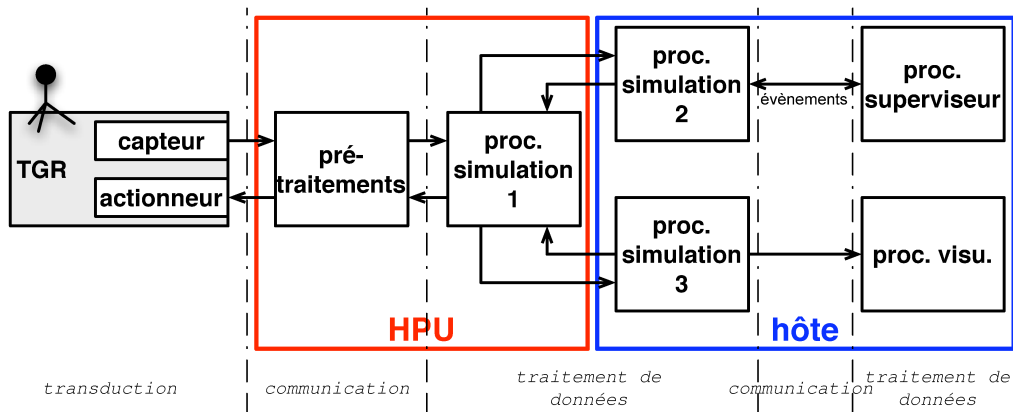 TGR
capteur
actionneur
pré-
traitements
proc.
simulation
1
proc.
simulation
2
évènements
proc.
superviseur
proc.
simulation
3
proc. visu.
HPU
hôte
transduction
communication
traitement de
données
communication
traitement de
données